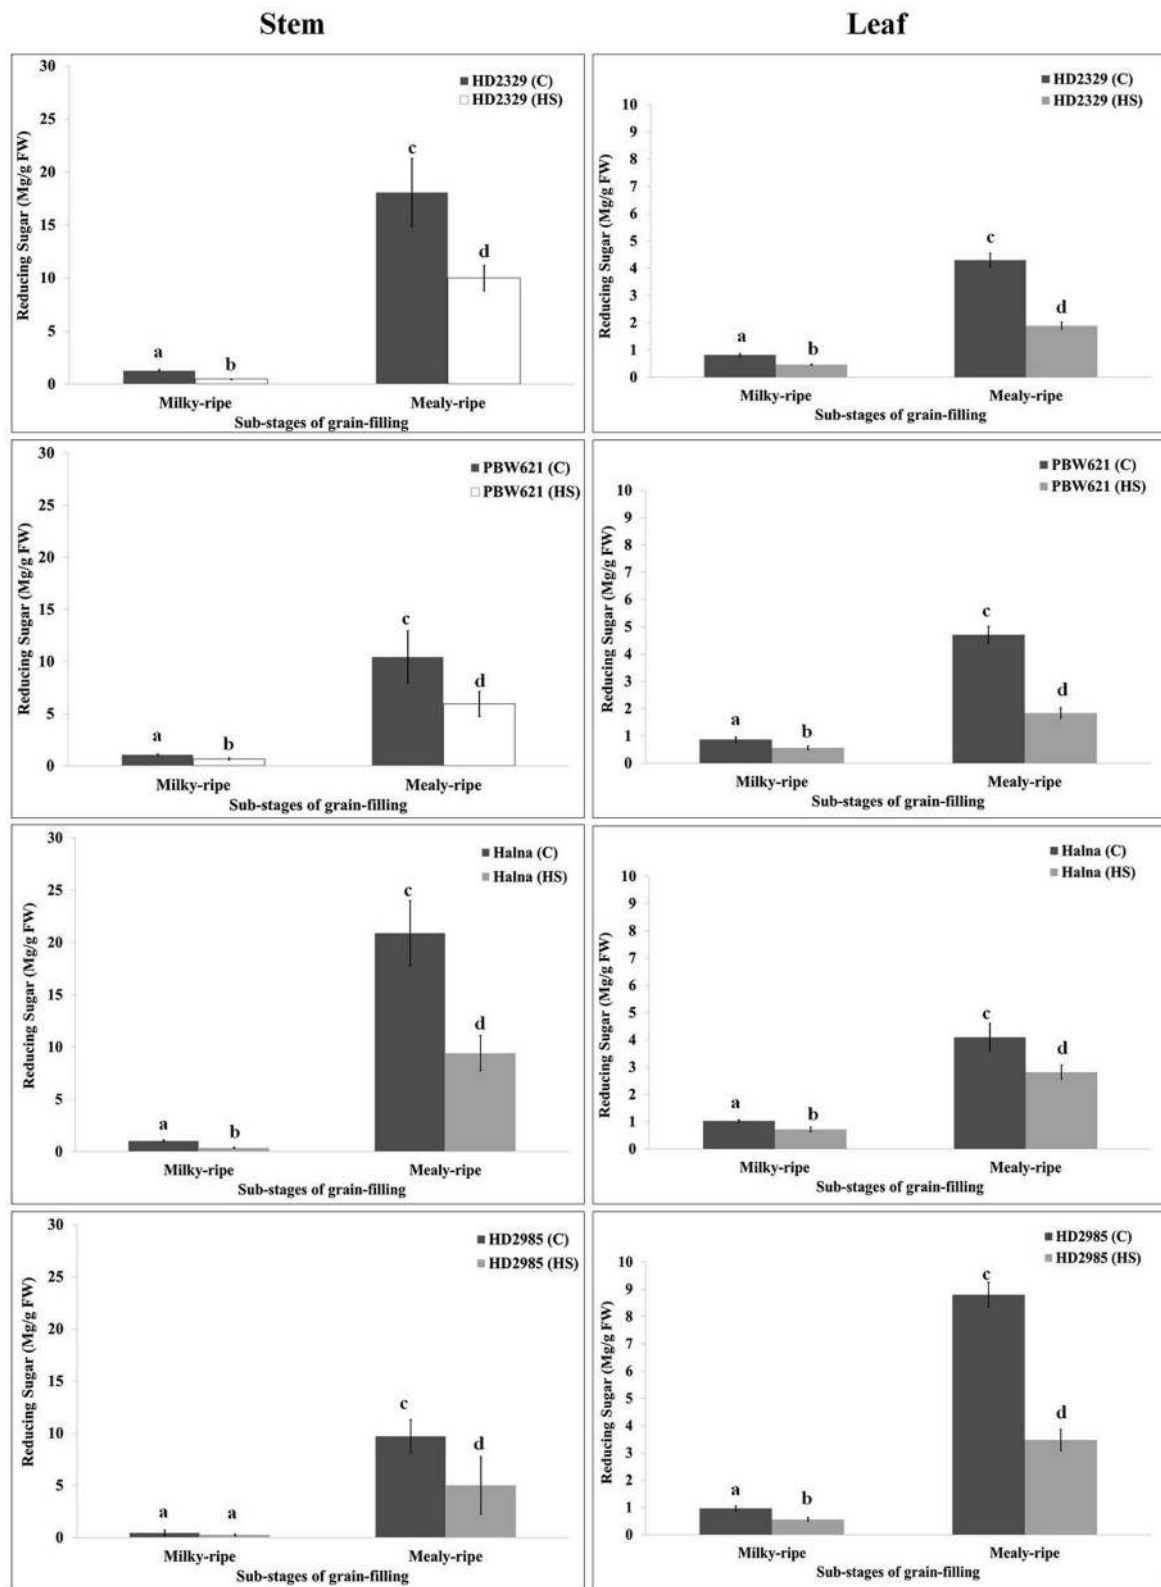 Stem
Leaf
HD2329 (C)
HD2329 (HS)
Reducing Sugar (Mg/g FW)
30
25
20
15
10
5
0
a
b
c
d
Milky-ripe
Mealy-ripe
Sub-stages of grain-filling
HD2329 (C)
HD2329 (HS)
Reducing Sugar (Mg/g FW)
10
9
8
7
6
5
4
3
2
1
0
a
b
c
d
Milky-ripe
Mealy-ripe
Sub-stages of grain-filling
PBW621 (C)
PBW621 (HS)
Reducing Sugar (Mg/g FW)
30
25
20
15
10
5
0
a
b
c
d
Milky-ripe
Mealy-ripe
Sub-stages of grain-filling
PBW621 (C)
PBW621 (HS)
Reducing Sugar (Mg/g FW)
10
9
8
7
6
5
4
3
2
1
0
a
b
c
d
Milky-ripe
Mealy-ripe
Sub-stages of grain-filling
Halna (C)
Halna (HS)
Reducing Sugar (Mg/g FW)
30
25
20
15
10
5
0
a
b
c
d
Milky-ripe
Mealy-ripe
Sub-stages of grain-filling
Halna (C)
Halna (HS)
Reducing Sugar (Mg/g FW)
10
9
8
7
6
5
4
3
2
1
0
a
b
c
d
Milky-ripe
Mealy-ripe
Sub-stages of grain-filling
HD2985 (C)
HD2985 (HS)
Reducing Sugar (Mg/g FW)
30
25
20
15
10
5
0
a
a
c
d
Milky-ripe
Mealy-ripe
Sub-stages of grain-filling
HD2985 (C)
HD2985 (HS)
Reducing Sugar (Mg/g FW)
10
9
8
7
6
5
4
3
2
1
0
a
b
c
d
Milky-ripe
Mealy-ripe
Sub-stages of grain-filling